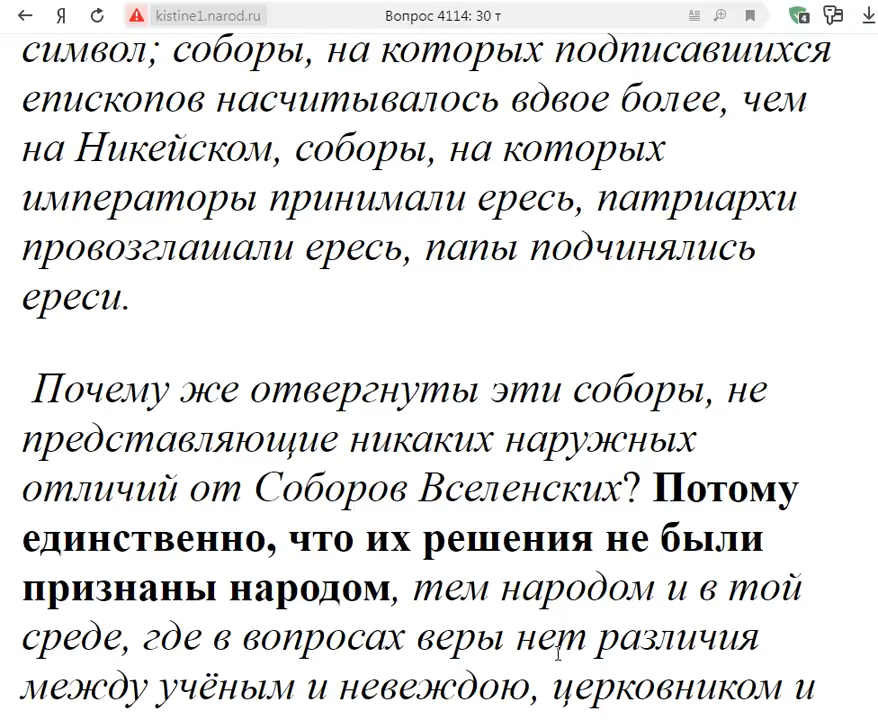 kistine1.narod.ru
Вопрос 4114: 30 т
4
символ; соборы, на которых подписавшихся
епископов насчитывалось вдвое более, чем
на Никейском, соборы, на которых
императоры принимали ересь, патриархи
провозглашали ересь, папы подчинялись
ереси.
Почему же отвергнуты эти соборы, не
представляющие никаких наружных
отличий от Соборов Вселенских? Потому
единственно, что их решения не были
признаны народом, тем народом и в той
среде, где в вопросах веры нет различия
между учёным и невеждою, церковником и